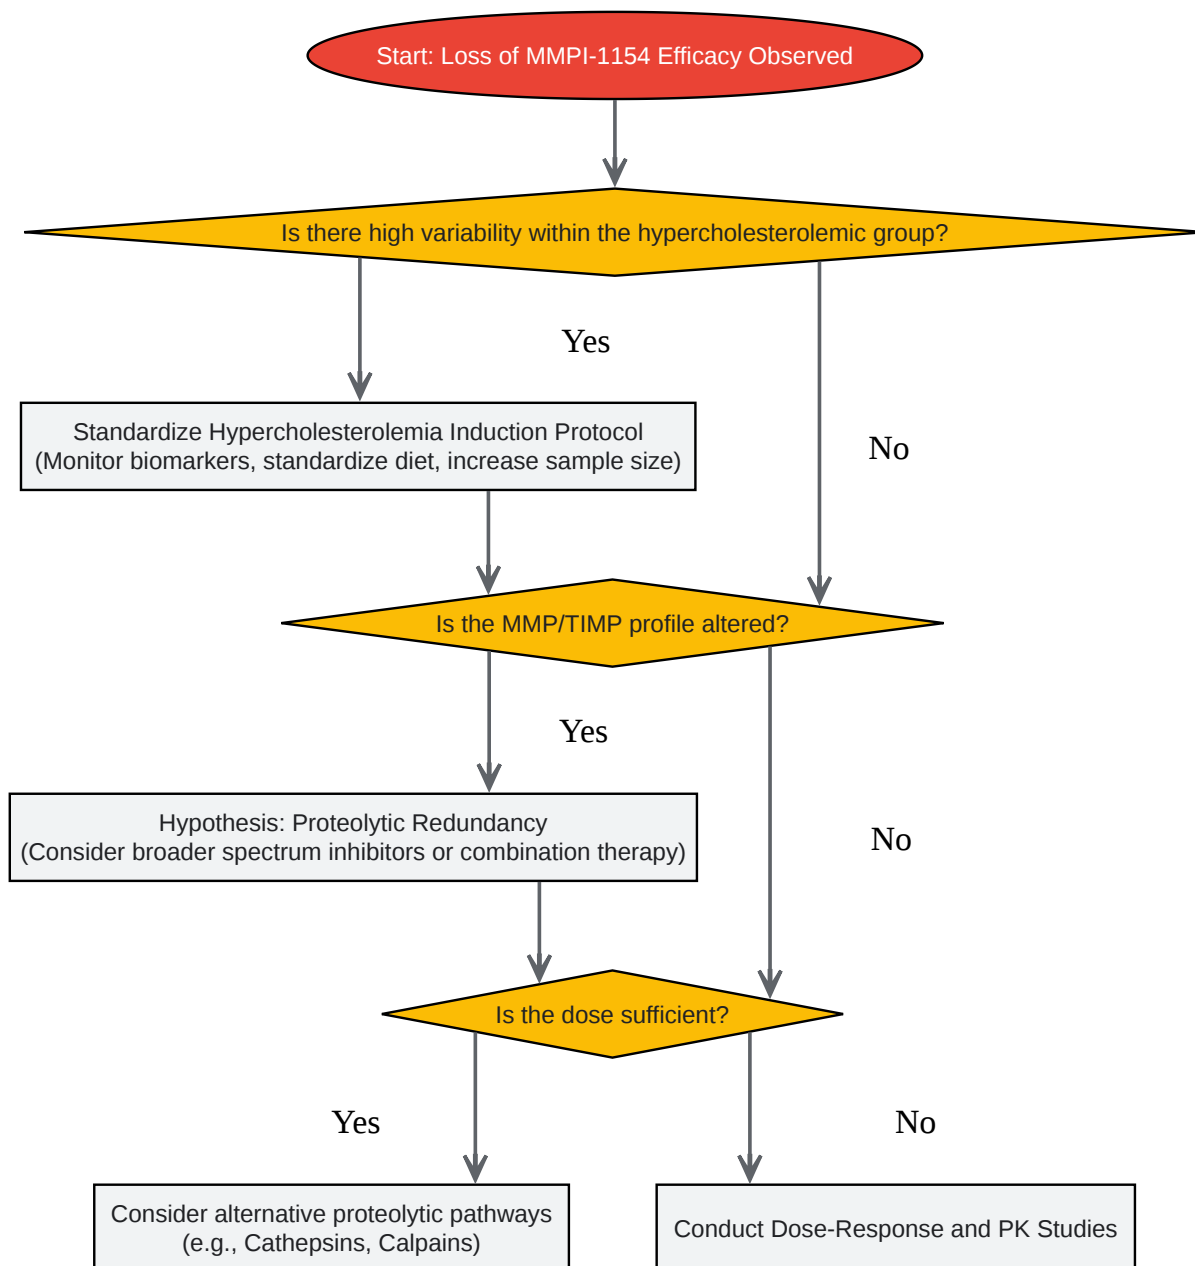 Start: Loss of MMPI-1154 Efficacy Observed
Is there high variability within the hypercholesterolemic group?
Yes
Standardize Hypercholesterolemia Induction Protocol
(Monitor biomarkers, standardize diet, increase sample size)
No
Is the MMP/TIMP profile altered?
Yes
Hypothesis: Proteolytic Redundancy
(Consider broader spectrum inhibitors or combination therapy)
No
Is the dose sufficient?
Yes
No
Consider alternative proteolytic pathways
(e.g., Cathepsins, Calpains)
Conduct Dose-Response and PK Studies